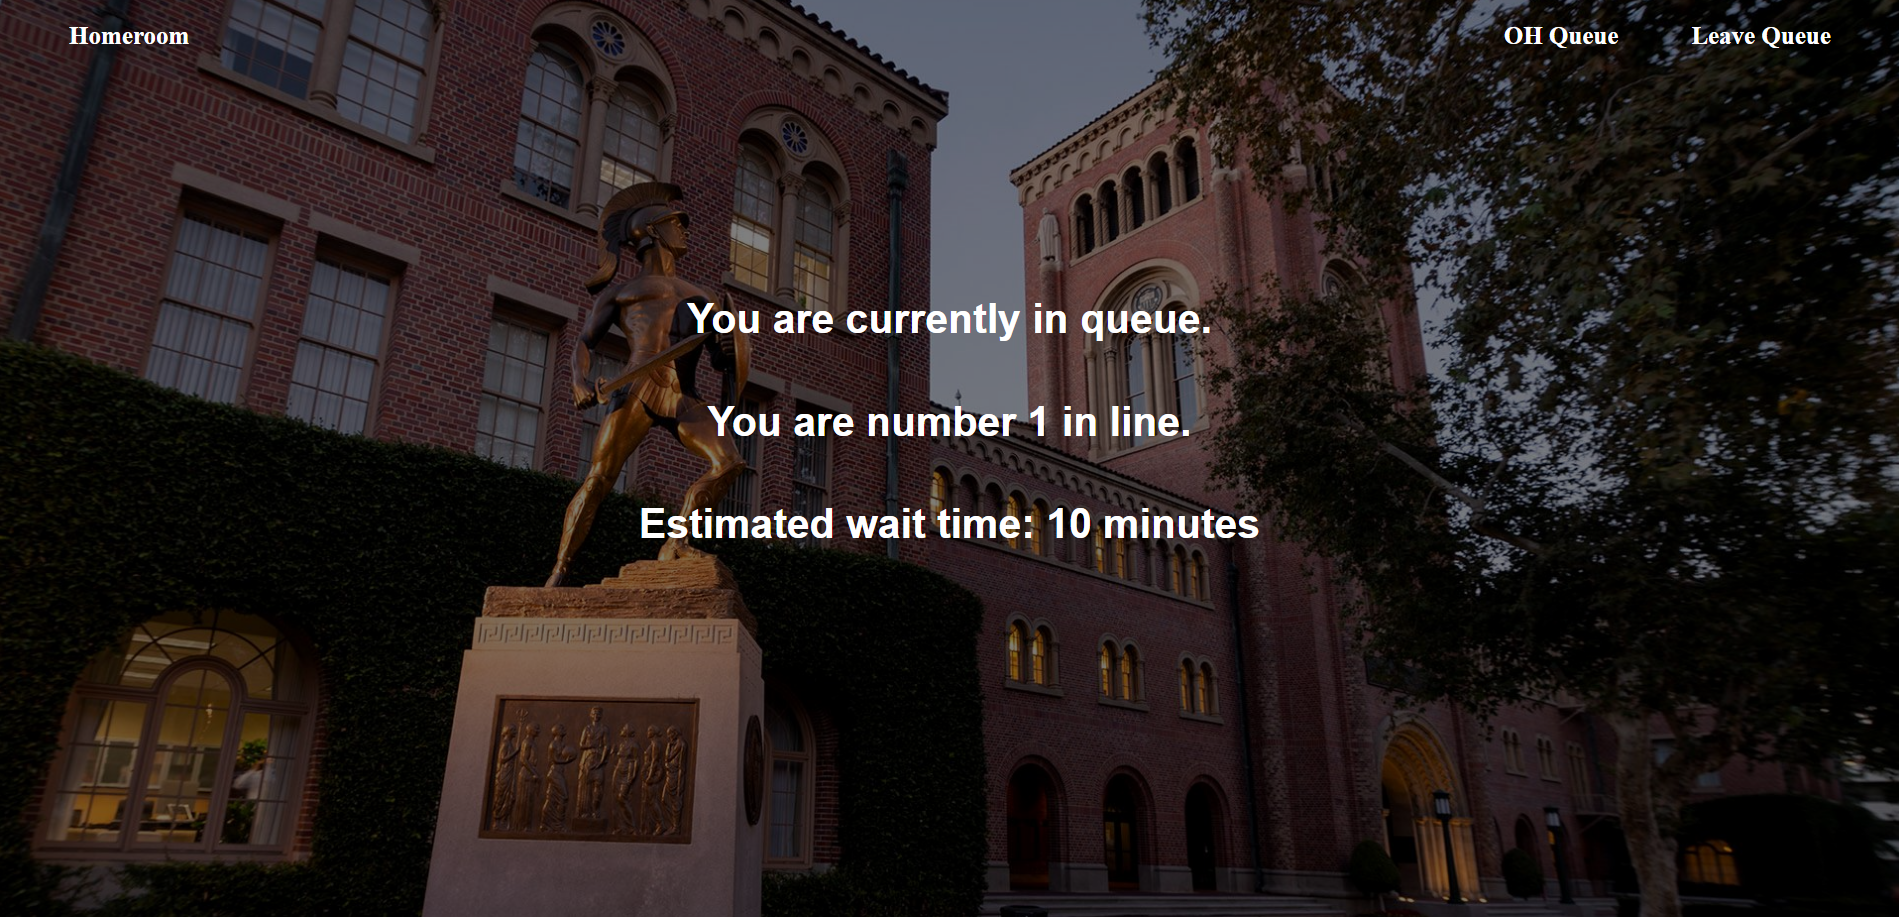 Homeroom
OH Queue
Leave Queue
You are currently in queue.
You are number 1 in line.
Estimated wait time: 10 minutes